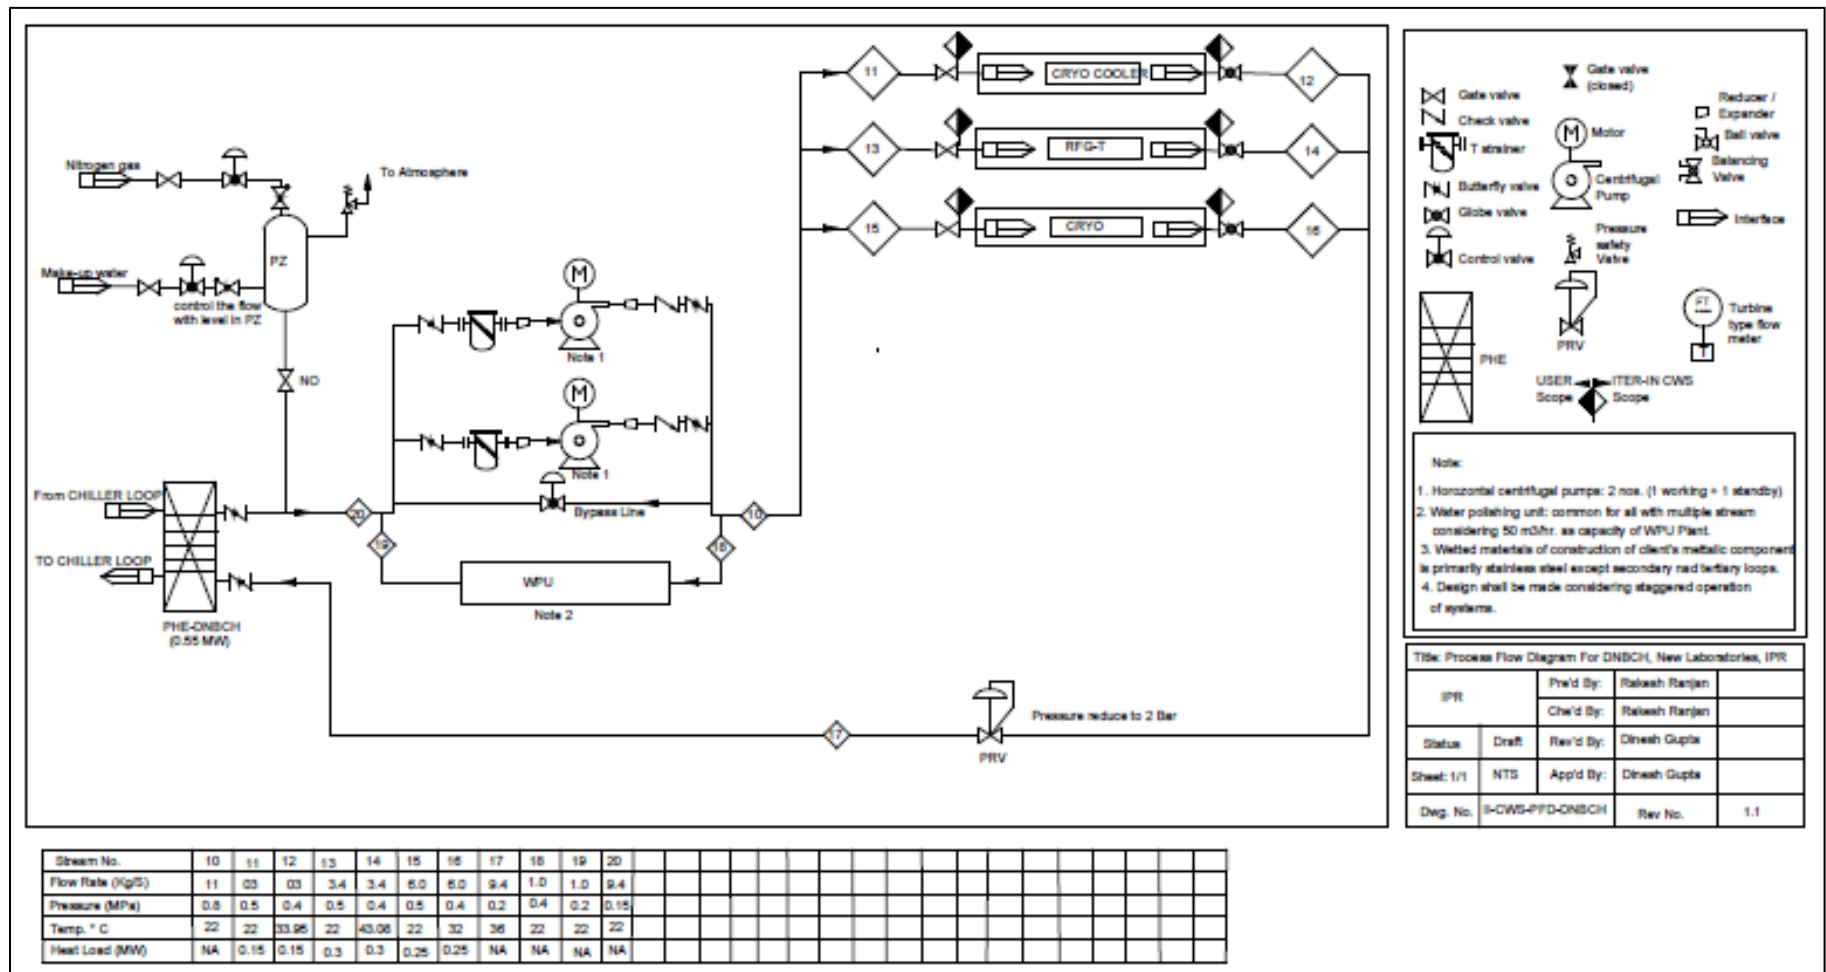 11
CRYO COOLER
12
Nitrogen gas
To Atmosphere
13
RFG-T
14
PZ
15
CRYO
16
Make-up water
control the flow
with level in PZ
M
Note 1
NO
M
Note 1
From CHILLER LOOP
20
Bypass Line
10
19
18
TO CHILLER LOOP
WPU
Note 2
PHE-DNBCH
(0.55 MW)
17
Pressure reduce to 2 Bar
PRV
Gate valve
(closed)
Gate valve
Reducer /
Expander
Check valve
M
Motor
Ball valve
T strainer
Balancing
Valve
Butterfly valve
Centrifugal
Pump
Globe valve
Interface
Pressure
safety
Valve
Control valve
FT
Turbine
type flow
meter
T
PRV
PHE
USER
Scope
ITER-IN CWS
Scope
Note:
1. Horozontal centrifugal pumps: 2 nos. (1 working + 1 standby)
2. Water polishing unit: common for all with multiple stream
considering 50 m3/hr. as capacity of WPU Plant.
3. Wetted materials of construction of client's mettalic component
is primarily stainless steel except secondary nad tertiary loops.
4. Design shall be made considering staggered operation
of systems.
Title: Process Flow Diagram For DNBCH, New Laboratories, IPR
IPR Pre'd By: Rakesh Ranjan
Che'd By: Rakesh Ranjan
Status Draft Rev'd By: Dinesh Gupta
Sheet: 1/1 NTS App'd By: Dinesh Gupta
Dwg. No. II-CWS-PFD-DNBCH Rev No. 1.1
Stream No. 10 11 12 13 14 15 16 17 18 19 20
Flow Rate (Kg/S) 11 03 03 3.4 3.4 6.0 6.0 9.4 1.0 1.0 9.4
Pressure (MPa) 0.8 0.5 0.4 0.5 0.4 0.5 0.4 0.2 0.4 0.2 0.15
Temp. ° C 22 22 33.95 22 43.08 22 32 36 22 22 22
Heat Load (MW) NA 0.15 0.15 0.3 0.3 0.25 0.25 NA NA NA NA